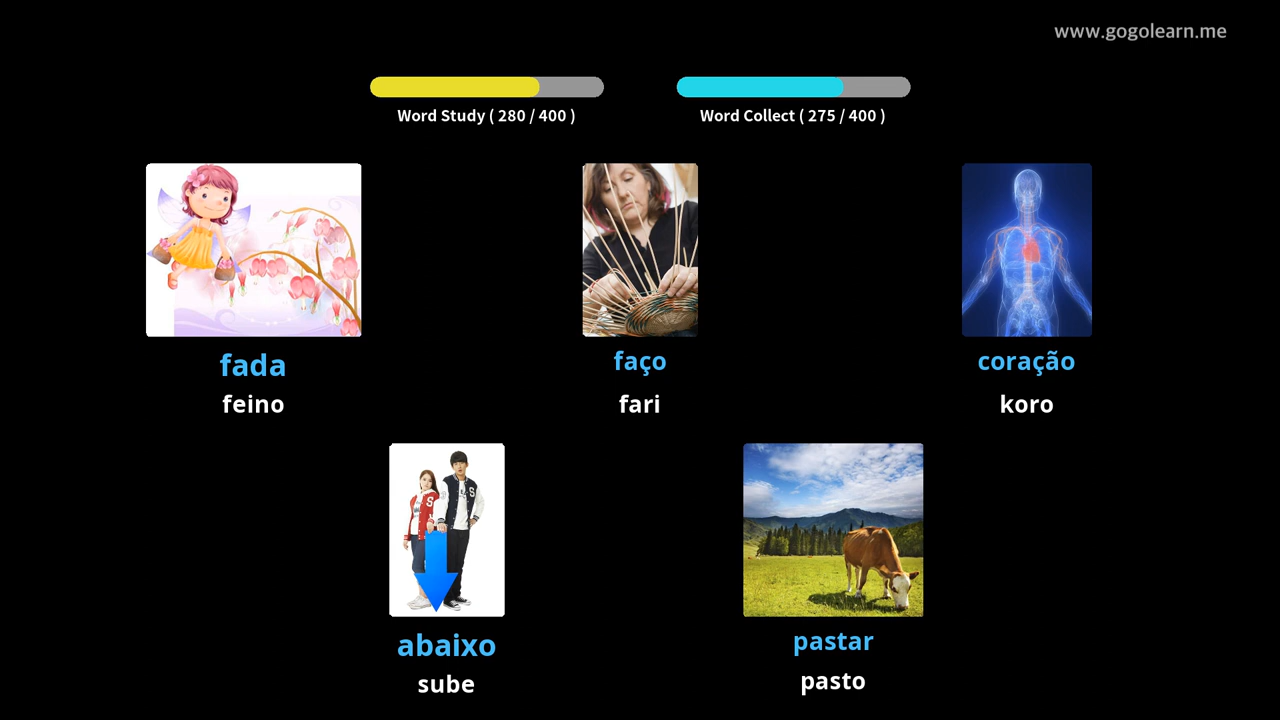 www.gogolearn.me
Word Study ( 280 / 400 )
Word Collect ( 275 / 400 )
fada
feino
faço
fari
coração
koro
S
S
abaixo
sube
pastar
pasto